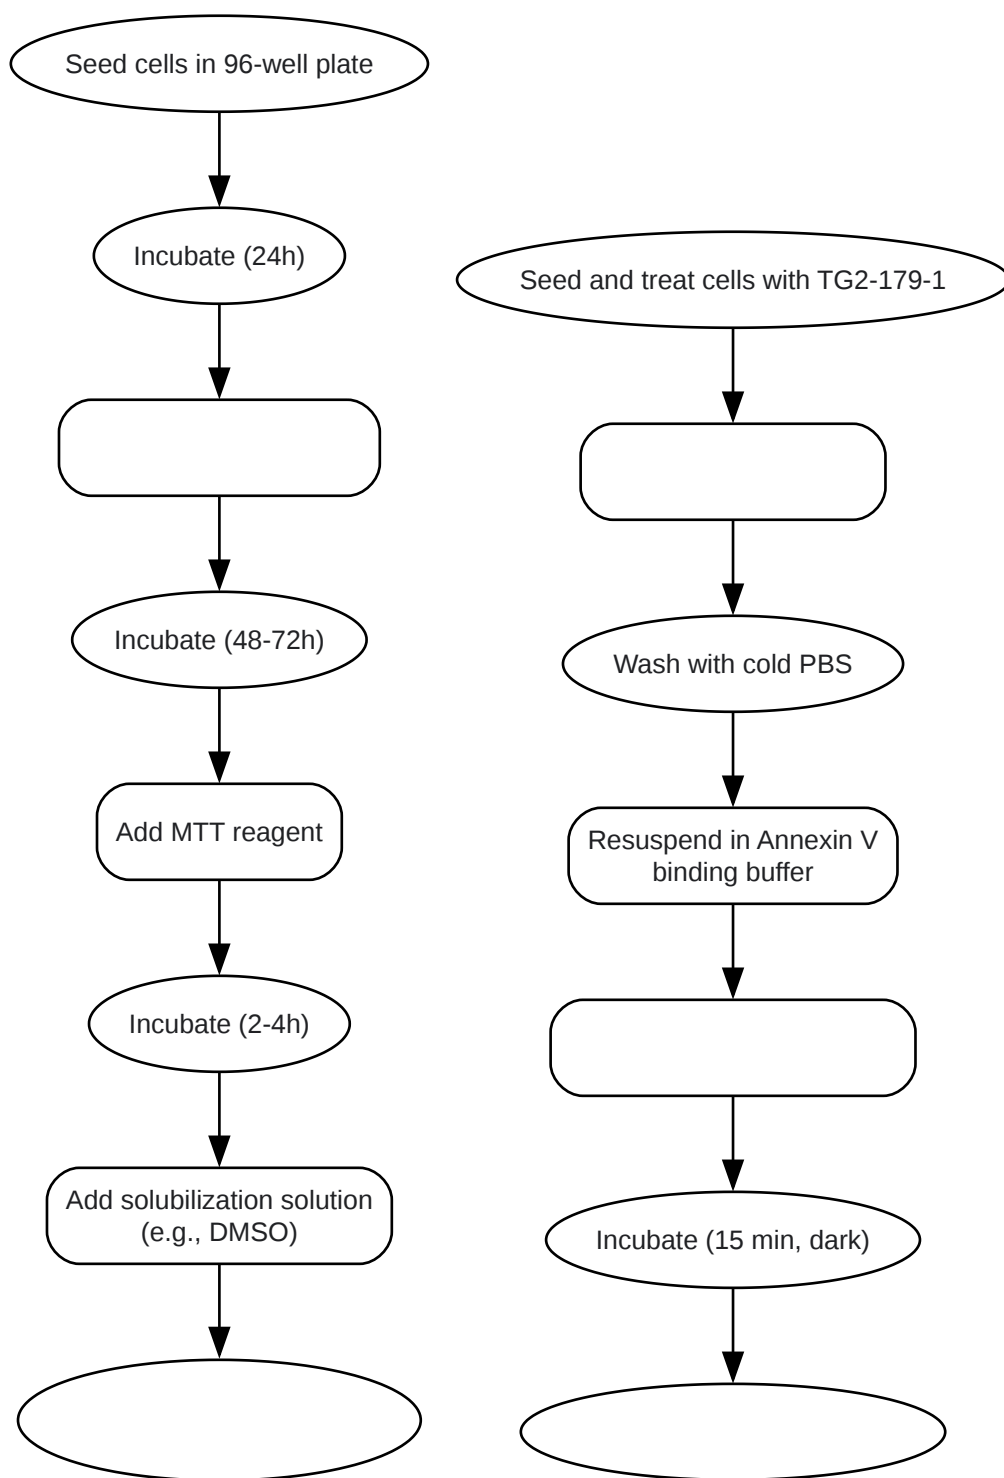 Seed cells in 96-well plate
Incubate (24h)
Incubate (48-72h)
Add MTT reagent
Incubate (2-4h)
Add solubilization solution
(e.g., DMSO)
Seed and treat cells with TG2-179-1
Wash with cold PBS
Resuspend in Annexin V
binding buffer
Incubate (15 min, dark)